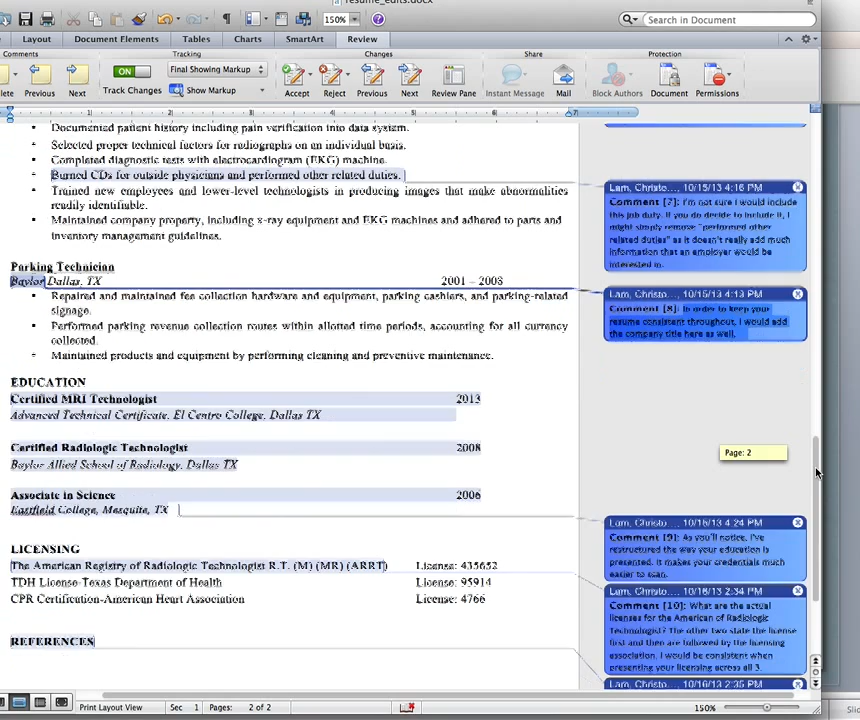 resume_edits.docx
150%
Search in Document
Layout
Document Elements
Tables
Charts
SmartArt
Review
Comments
Tracking
Changes
Share
Protection
Previous
Next
ON
Track Changes
Final Showing Markup
Show Markup
Accept
Reject
Previous
Next
Review Pane
Instant Message
Mail
Block Authors
Document
Permissions
1 2 3 4 5 6 7
Documented patient history including pain verification into data system.
Selected proper technical factors for radiographs on an individual basis.
Completed diagnostic tests with electrocardiogram (EKG) machine.
Burned CDs for outside physicians and performed other related duties.
Trained new employees and lower-level technologists in producing images that make abnormalities
readily identifiable.
Maintained company property, including x-ray equipment and EKG machines and adhered to parts and
inventory management guidelines.
Parking Technician
Baylor Dallas, TX 2001 – 2003
Repaired and maintained fee collection hardware and equipment, parking cashiers, and parking-related
signage.
Performed parking revenue collection routes within allotted time periods, accounting for all currency
collected.
Maintained products and equipment by performing cleaning and preventive maintenance.
EDUCATION
Certified MRI Technologist 2013
Advanced Technical Certificate, El Centro College, Dallas TX
Certified Radiologic Technologist 2008
Baylor Allied School of Radiology, Dallas TX
Associate in Science 2006
Eastfield College, Mesquite, TX
LICENSING
The American Registry of Radiologic Technologist R.T. (M) (MR) (ARRT) License: 435652
TDH License-Texas Department of Health License: 95914
CPR Certification-American Heart Association License: 4766
REFERENCES
Lam, Christo..., 10/15/13 4:16 PM
Comment [7]: I'm not sure I would include
this job duty. If you do decide to include it, I
might simply remove "performed other
related duties" as it doesn't really add much
information that an employer would be
interested in.
Lam, Christo..., 10/15/13 4:13 PM
Comment [8]: In order to keep your
resume consistent throughout, I would add
the company title here as well.
Page: 2
Lam, Christo..., 10/16/13 4:24 PM
Comment [9]: As you'll notice, I've
restructured the way your education is
presented. It makes your credentials much
easier to scan.
Lam, Christo..., 10/16/13 2:34 PM
Comment [10]: What are the actual
licenses for the American of Radiologic
Technologist? The other two state the license
first and then are followed by the licensing
association. I would be consistent when
presenting your licensing across all 3.
Lam, Christo..., 10/16/13 2:35 PM
Print Layout View
Sec 1
Pages: 2 of 2
150%